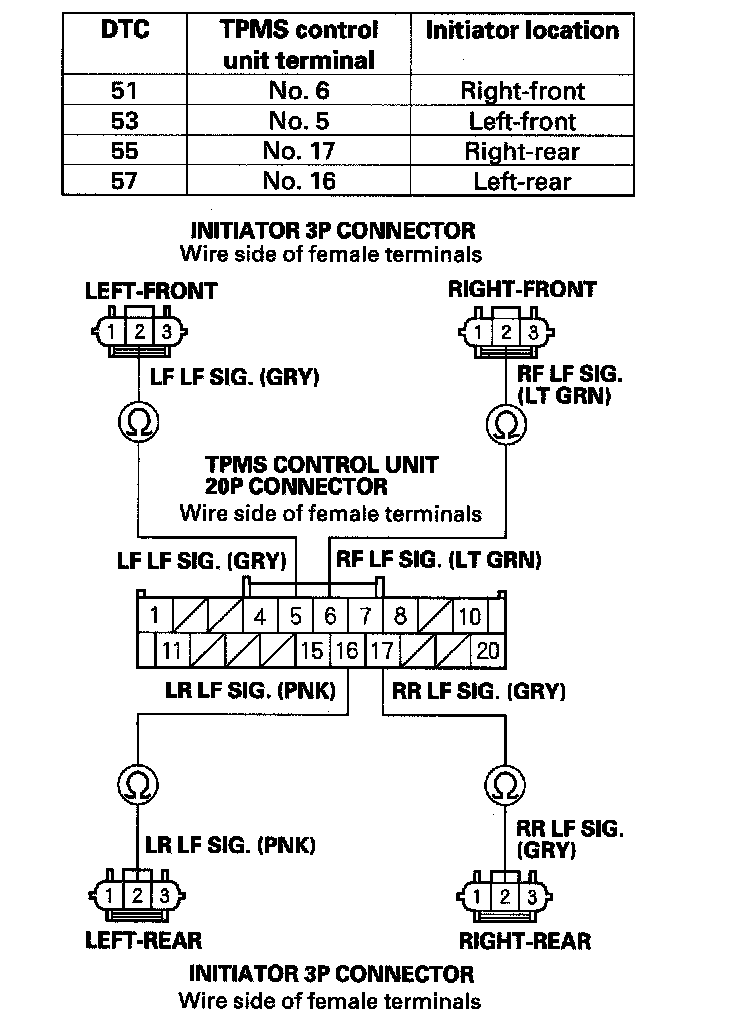 DTC TPMS control unit terminal Initiator location
51 No. 6 Right-front
53 No. 5 Left-front
55 No. 17 Right-rear
57 No. 16 Left-rear
INITIATOR 3P CONNECTOR
Wire side of female terminals
LEFT-FRONT
RIGHT-FRONT
1 2 3
1 2 3
LF LF SIG. (GRY)
RF LF SIG.
(LT GRN)
Ω
Ω
TPMS CONTROL UNIT
20P CONNECTOR
Wire side of female terminals
LF LF SIG. (GRY)
RF LF SIG. (LT GRN)
1 4 5 6 7 8 10
11 15 16 17 20
LR LF SIG. (PNK)
RR LF SIG. (GRY)
Ω
Ω
LR LF SIG. (PNK)
RR LF SIG.
(GRY)
1 2 3
1 2 3
LEFT-REAR
RIGHT-REAR
INITIATOR 3P CONNECTOR
Wire side of female terminals